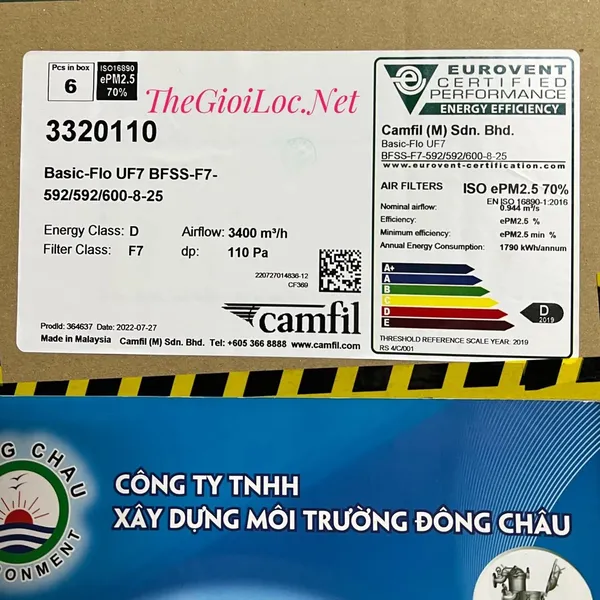 Pcs in box
6
ISO16890
ePM2.5
70%
TheGioiLoc.Net
3320110
Basic-Flo UF7 BFSS-F7-
592/592/600-8-25
Energy Class: D Airflow: 3400 m³/h
Filter Class: F7 dp: 110 Pa
220727014836-12
CF369
camfil
ProdId: 364637 Date: 2022-07-27
Made in Malaysia Camfil (M) Sdn. Bhd. Tel: +605 366 8888 www.camfil.com
EUROVENT
CERTIFIED
PERFORMANCE
ENERGY EFFICIENCY
Camfil (M) Sdn. Bhd.
Basic-Flo UF7
BFSS-F7-592/592/600-8-25
www.eurovent-certification.com
AIR FILTERS ISO ePM2.5 70%
EN ISO 16890-1:2016
Nominal airflow: 0.944 m³/s
Efficiency: ePM2.5 %
Minimum efficiency: ePM2.5 min %
Annual Energy Consumption: 1790 kWh/annum
A+
A
B
C
D
E
D
2019
THRESHOLD REFERENCE SCALE YEAR: 2019
RS 4/C/001
CHAU
CÔNG TY TNHH
XÂY DỰNG MÔI TRƯỜNG ĐÔNG CHÂU